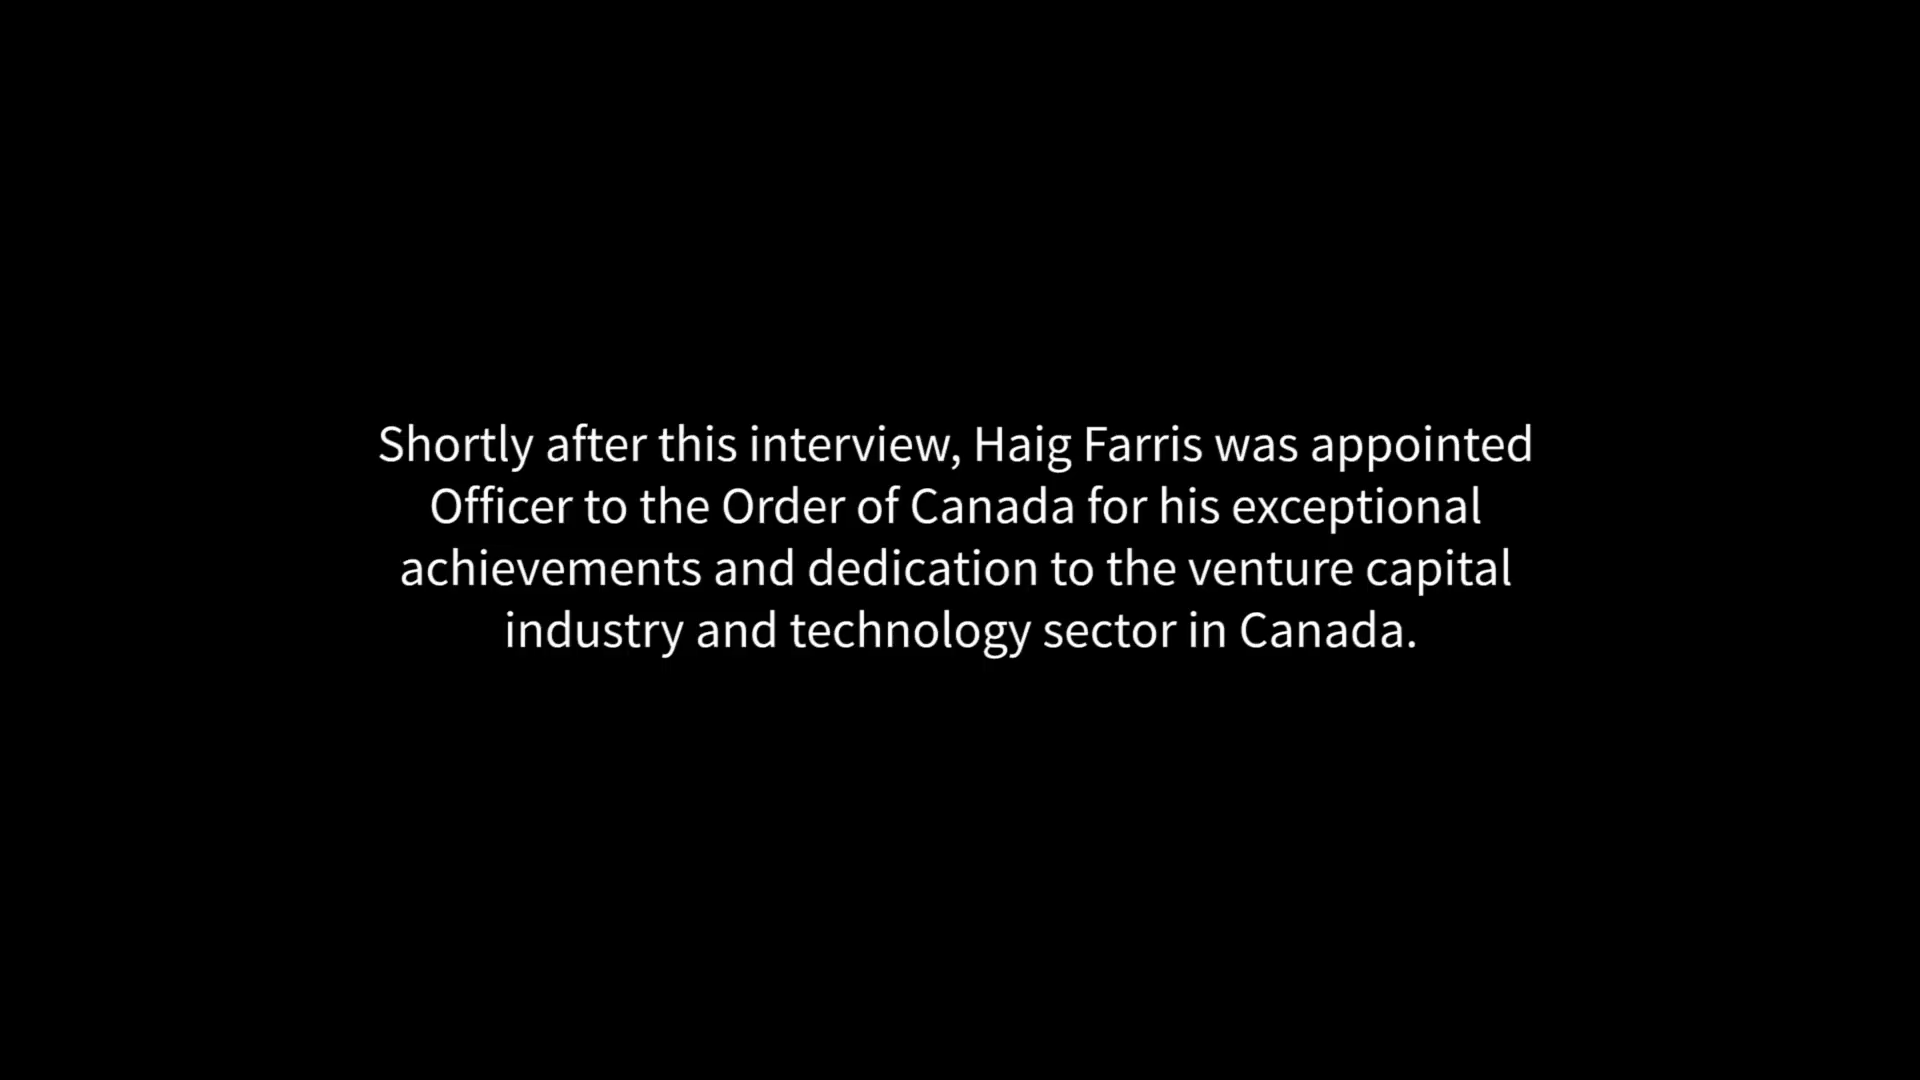 Shortly after this interview, Haig Farris was appointed
Officer to the Order of Canada for his exceptional
achievements and dedication to the venture capital
industry and technology sector in Canada.